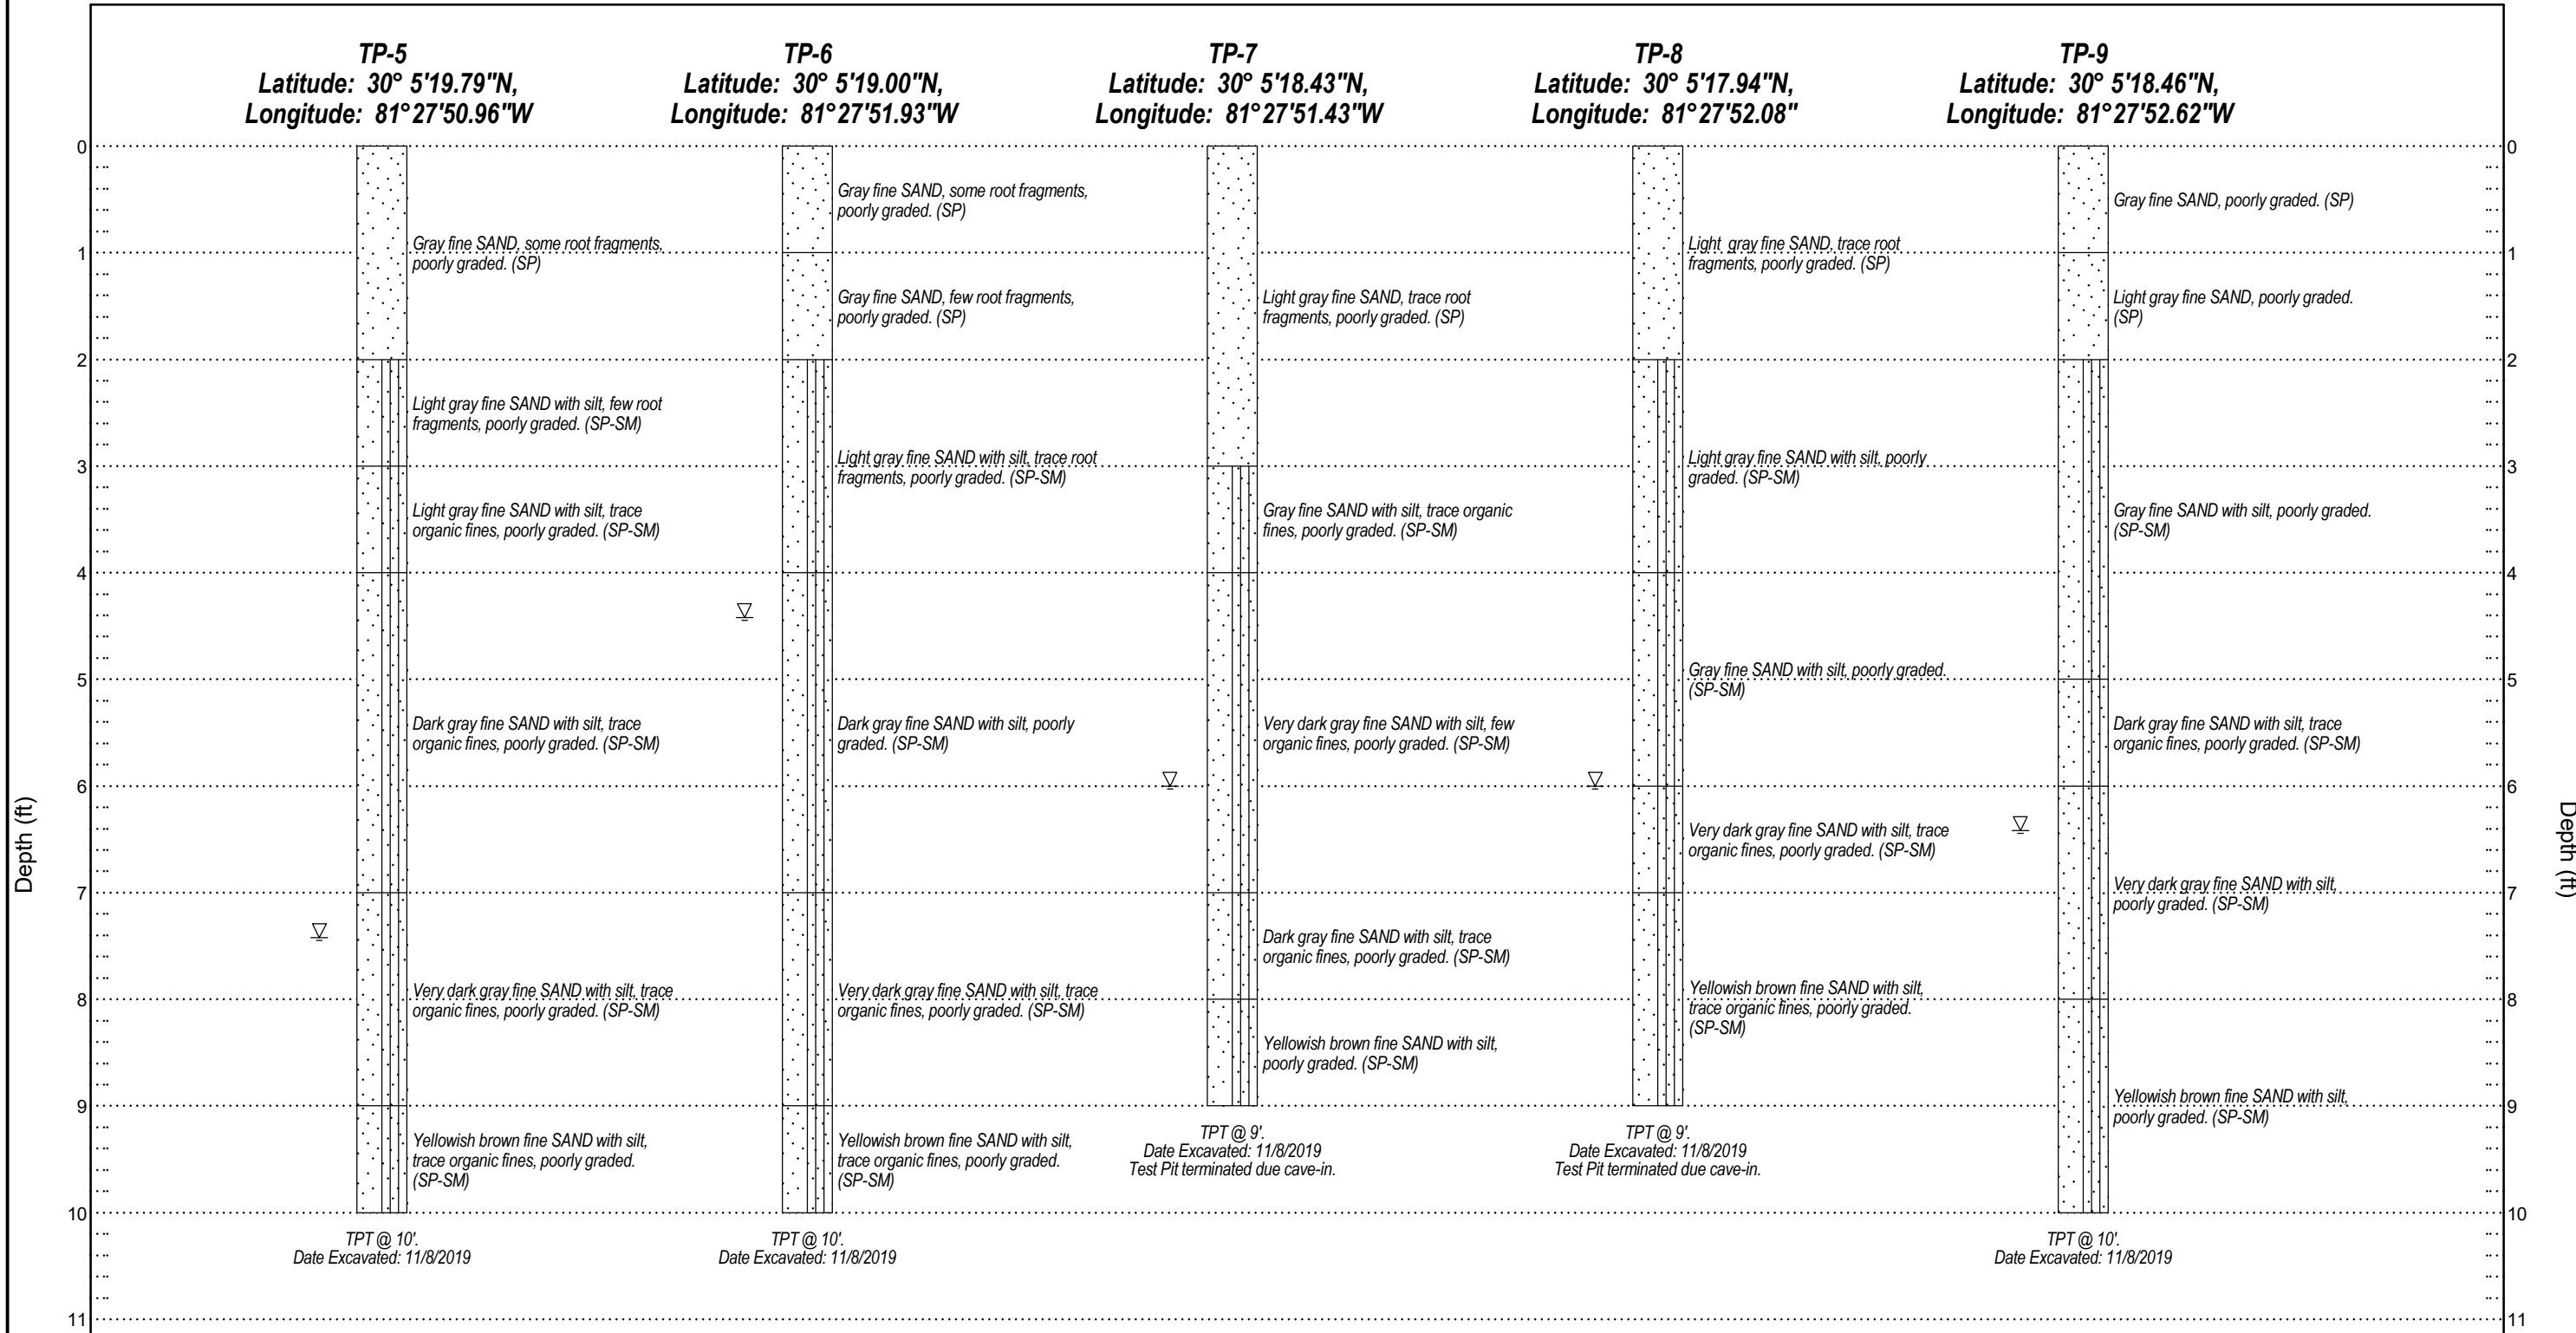 TP-5
Latitude: 30° 5'19.79"N,
Longitude: 81°27'50.96"W
TP-6
Latitude: 30° 5'19.00"N,
Longitude: 81°27'51.93"W
TP-7
Latitude: 30° 5'18.43"N,
Longitude: 81°27'51.43"W
TP-8
Latitude: 30° 5'17.94"N,
Longitude: 81°27'52.08"
TP-9
Latitude: 30° 5'18.46"N,
Longitude: 81°27'52.62"W
Depth (ft)
0
1
2
3
4
5
6
7
8
9
10
11
Gray fine SAND, some root fragments,
poorly graded. (SP)
Light gray fine SAND with silt, few root
fragments, poorly graded. (SP-SM)
Light gray fine SAND with silt, trace
organic fines, poorly graded. (SP-SM)
Dark gray fine SAND with silt, trace
organic fines, poorly graded. (SP-SM)
Very dark gray fine SAND with silt, trace
organic fines, poorly graded. (SP-SM)
Yellowish brown fine SAND with silt,
trace organic fines, poorly graded.
(SP-SM)
TPT @ 10'.
Date Excavated: 11/8/2019
Gray fine SAND, some root fragments,
poorly graded. (SP)
Gray fine SAND, few root fragments,
poorly graded. (SP)
Light gray fine SAND with silt, trace root
fragments, poorly graded. (SP-SM)
Dark gray fine SAND with silt, poorly
graded. (SP-SM)
Very dark gray fine SAND with silt, trace
organic fines, poorly graded. (SP-SM)
Yellowish brown fine SAND with silt,
trace organic fines, poorly graded.
(SP-SM)
TPT @ 10'.
Date Excavated: 11/8/2019
Light gray fine SAND, trace root
fragments, poorly graded. (SP)
Gray fine SAND with silt, trace organic
fines, poorly graded. (SP-SM)
Very dark gray fine SAND with silt, few
organic fines, poorly graded. (SP-SM)
Dark gray fine SAND with silt, trace
organic fines, poorly graded. (SP-SM)
Yellowish brown fine SAND with silt,
poorly graded. (SP-SM)
TPT @ 9'.
Date Excavated: 11/8/2019
Test Pit terminated due cave-in.
Light gray fine SAND, trace root
fragments, poorly graded. (SP)
Light gray fine SAND with silt, poorly
graded. (SP-SM)
Gray fine SAND with silt, poorly graded.
(SP-SM)
Very dark gray fine SAND with silt, trace
organic fines, poorly graded. (SP-SM)
Yellowish brown fine SAND with silt,
trace organic fines, poorly graded.
(SP-SM)
TPT @ 9'.
Date Excavated: 11/8/2019
Test Pit terminated due cave-in.
Gray fine SAND, poorly graded. (SP)
Light gray fine SAND, poorly graded.
(SP)
Gray fine SAND with silt, poorly graded.
(SP-SM)
Dark gray fine SAND with silt, trace
organic fines, poorly graded. (SP-SM)
Very dark gray fine SAND with silt,
poorly graded. (SP-SM)
Yellowish brown fine SAND with silt,
poorly graded. (SP-SM)
TPT @ 10'.
Date Excavated: 11/8/2019
0
1
2
3
4
5
6
7
8
9
10
11
Depth (ft)